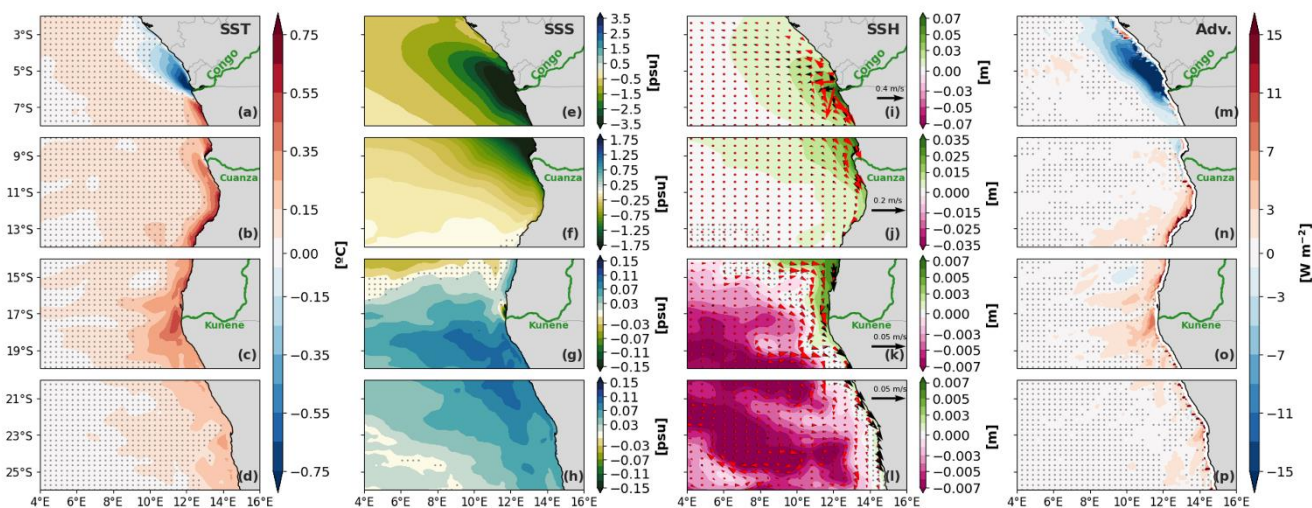 SST
SSS
SSH
Adv.
3°S
5°S
7°S
Congo
Congo
0.4 m/s
Congo
(a)
(e)
(i)
(m)
9°S
11°S
13°S
Cuanza
Cuanza
0.2 m/s
Cuanza
(b)
(f)
(j)
(n)
15°S
17°S
19°S
Kunene
Kunene
0.05 m/s
Kunene
(c)
(g)
(k)
(o)
21°S
23°S
25°S
0.05 m/s
(d)
(h)
(l)
(p)
4°E 6°E 8°E 10°E 12°E 14°E 16°E
4°E 6°E 8°E 10°E 12°E 14°E 16°E
4°E 6°E 8°E 10°E 12°E 14°E 16°E
4°E 6°E 8°E 10°E 12°E 14°E 16°E
0.75
0.55
0.35
0.15
0.00
−0.15
−0.35
−0.55
−0.75
[ºC]
3.5
2.5
1.5
0.5
−0.5
−1.5
−2.5
−3.5
[psu]
1.75
1.25
0.75
0.25
−0.25
−0.75
−1.25
−1.75
[psu]
0.15
0.11
0.07
0.03
−0.03
−0.07
−0.11
−0.15
[psu]
0.15
0.11
0.07
0.03
−0.03
−0.07
−0.11
−0.15
[psu]
0.07
0.05
0.03
0.00
−0.03
−0.05
−0.07
[m]
0.035
0.025
0.015
0.000
−0.015
−0.025
−0.035
[m]
0.007
0.005
0.003
0.000
−0.003
−0.005
−0.007
[m]
0.007
0.005
0.003
0.000
−0.003
−0.005
−0.007
[m]
15
11
7
3
0
−3
−7
−11
−15
[W m⁻²]